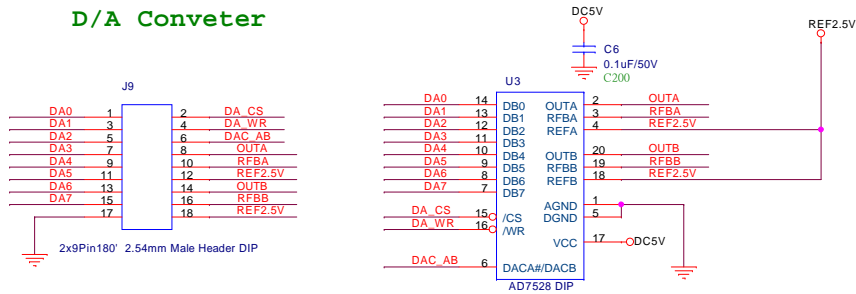 D/A Conveter
DC5V
REF2.5V
C6
0.1uF/50V
C200
J9
U3
DA0 1 2 DA_CS
DA1 3 4 DA_WR
DA2 5 6 DAC_AB
DA3 7 8 OUTA
DA4 9 10 RFBA
DA5 11 12 REF2.5V
DA6 13 14 OUTB
DA7 15 16 RFBB
17 18 REF2.5V
2x9Pin180' 2.54mm Male Header DIP
DA0 14 DB0 OUTA 2 OUTA
DA1 13 DB1 RFBA 3 RFBA
DA2 12 DB2 REFA 4 REF2.5V
DA3 11 DB3
DA4 10 DB4 OUTB 20 OUTB
DA5 9 DB5 RFBB 19 RFBB
DA6 8 DB6 REFB 18 REF2.5V
DA7 7 DB7
AGND 1
DA_CS 15 /CS DGND 5
DA_WR 16 /WR
VCC 17 DC5V
DAC_AB 6 DACA#/DACB
AD7528 DIP